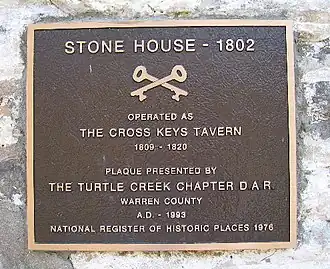 STONE HOUSE - 1802
OPERATED AS
THE CROSS KEYS TAVERN
1809 - 1820
PLAQUE PRESENTED BY
THE TURTLE CREEK CHAPTER D A R
WARREN COUNTY
A.D. - 1993
NATIONAL REGISTER OF HISTORIC PLACES 1976